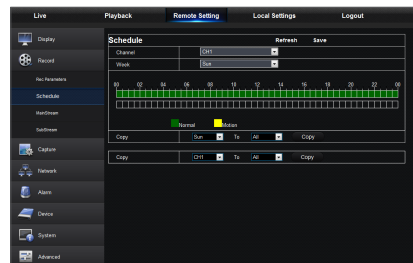 Live Playback Remote Setting Local Settings Logout
Display
Record
Rec Parameters
Schedule
MainStream
SubStream
Capture
Network
Alarm
Device
System
Advanced
Schedule Refresh Save
Channel CH1
Week Sun
00 02 04 06 08 10 12 14 16 18 20 22 00
Normal Motion
Copy Sun To All Copy
Copy CH1 To All Copy